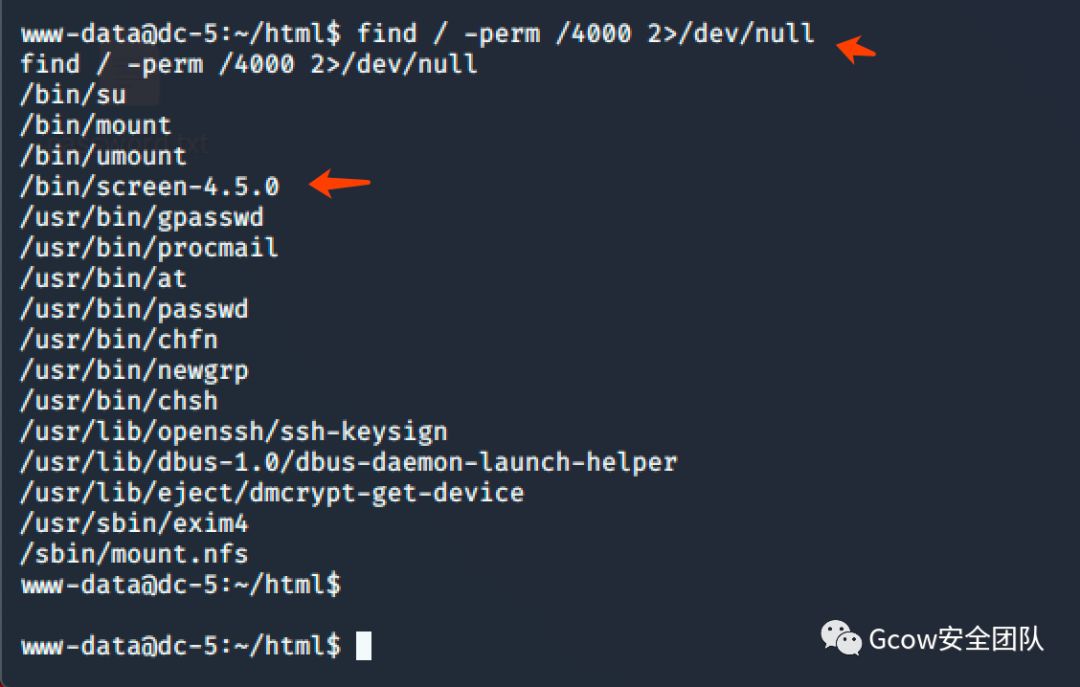 www-data@dc-5:~/html$ find / -perm /4000 2>/dev/null
find / -perm /4000 2>/dev/null
/bin/su
/bin/mount
/bin/umount
/bin/screen-4.5.0
/usr/bin/gpasswd
/usr/bin/procmail
/usr/bin/at
/usr/bin/passwd
/usr/bin/chfn
/usr/bin/newgrp
/usr/bin/chsh
/usr/lib/openssh/ssh-keysign
/usr/lib/dbus-1.0/dbus-daemon-launch-helper
/usr/lib/eject/dmcrypt-get-device
/usr/sbin/exim4
/sbin/mount.nfs
www-data@dc-5:~/html$
www-data@dc-5:~/html$
Gcow安全团队